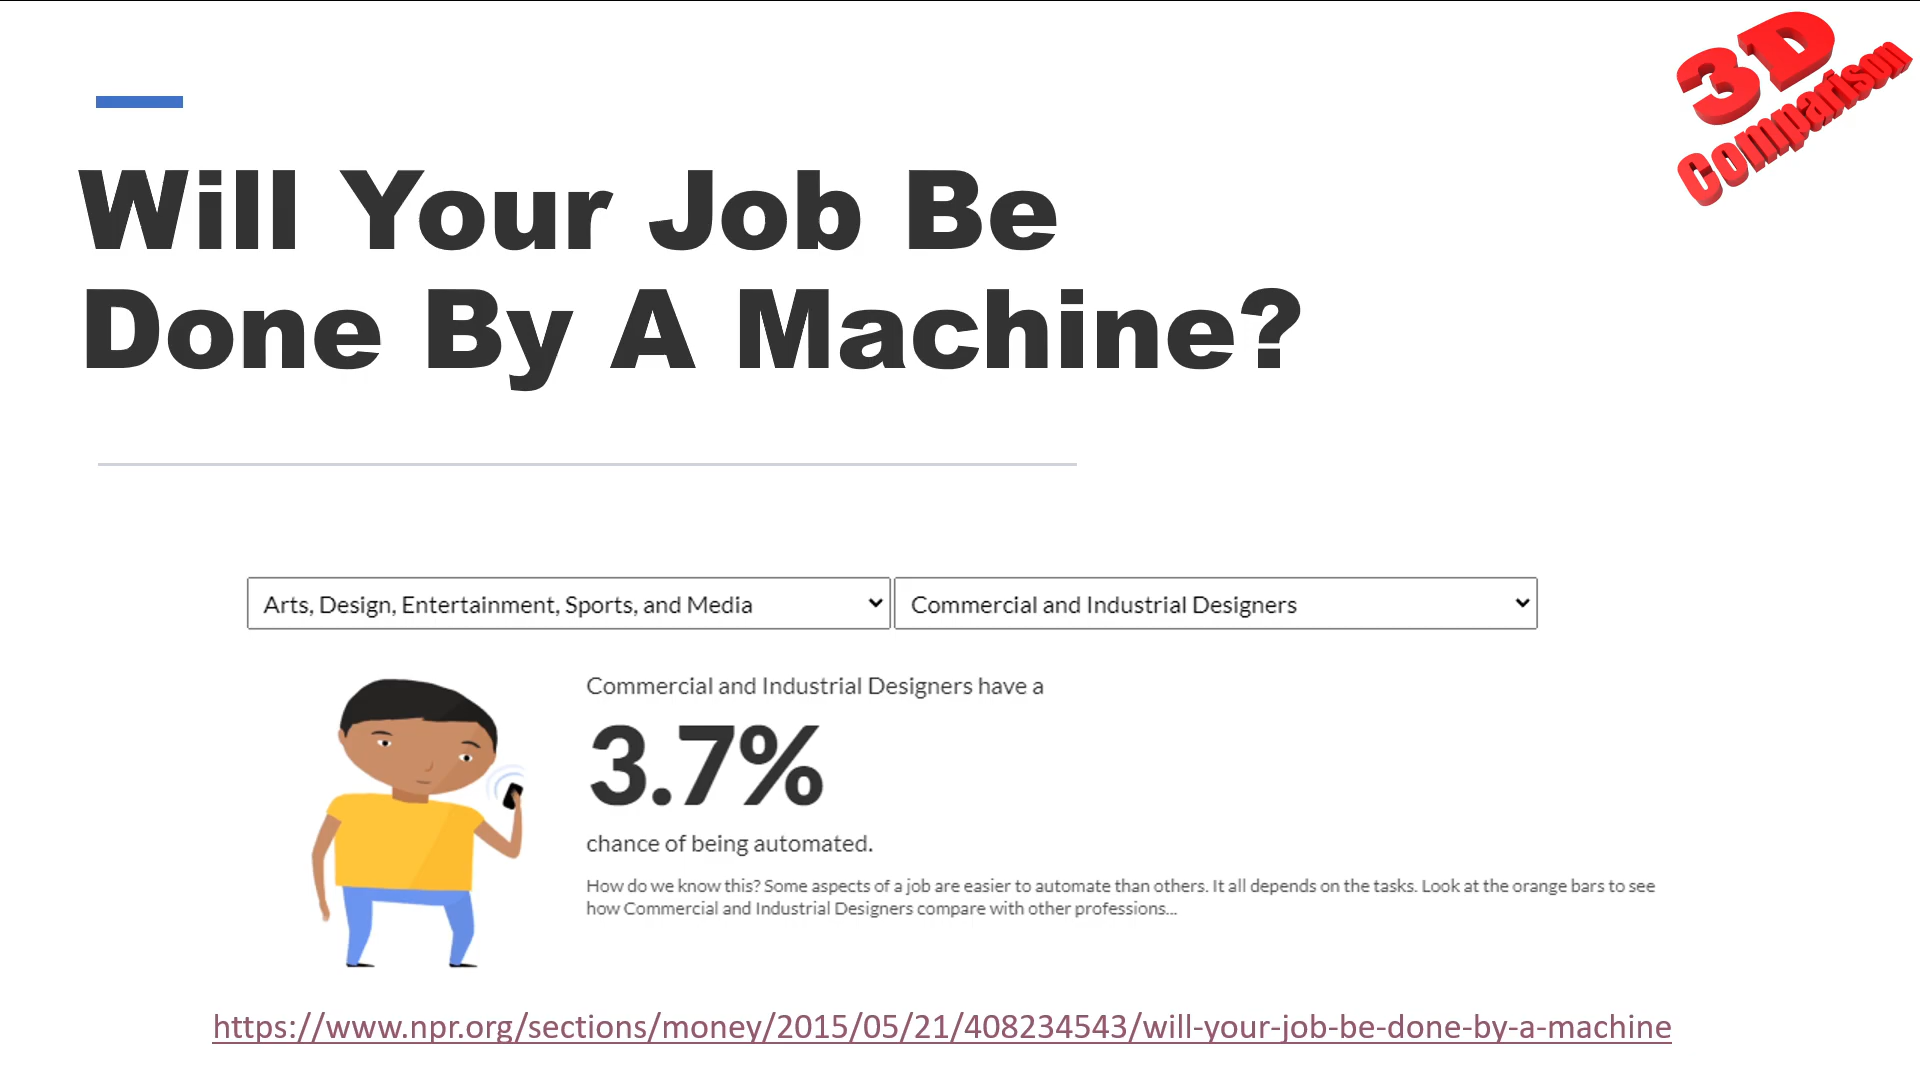 3D
Comparison
Will Your Job Be
Done By A Machine?
Arts, Design, Entertainment, Sports, and Media
Commercial and Industrial Designers
Commercial and Industrial Designers have a
3.7%
chance of being automated.
How do we know this? Some aspects of a job are easier to automate than others. It all depends on the tasks. Look at the orange bars to see
how Commercial and Industrial Designers compare with other professions...
https://www.npr.org/sections/money/2015/05/21/408234543/will-your-job-be-done-by-a-machine